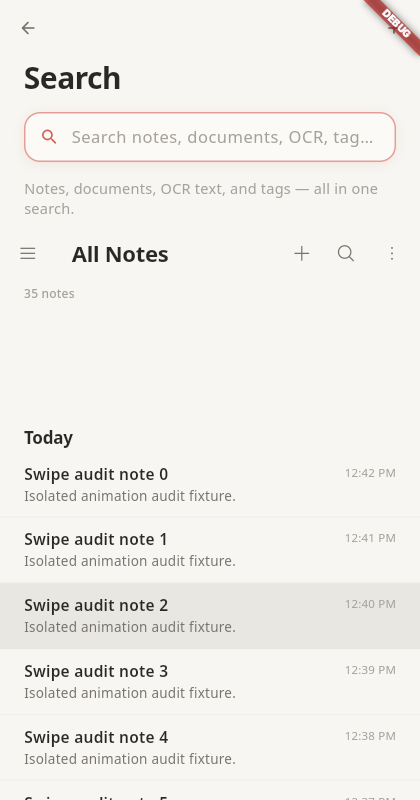 DEBUG
Search
Search notes, documents, OCR, tag...
Notes, documents, OCR text, and tags — all in one
search.
All Notes
35 notes
Today
Swipe audit note 0
12:42 PM
Isolated animation audit fixture.
Swipe audit note 1
12:41 PM
Isolated animation audit fixture.
Swipe audit note 2
12:40 PM
Isolated animation audit fixture.
Swipe audit note 3
12:39 PM
Isolated animation audit fixture.
Swipe audit note 4
12:38 PM
Isolated animation audit fixture.